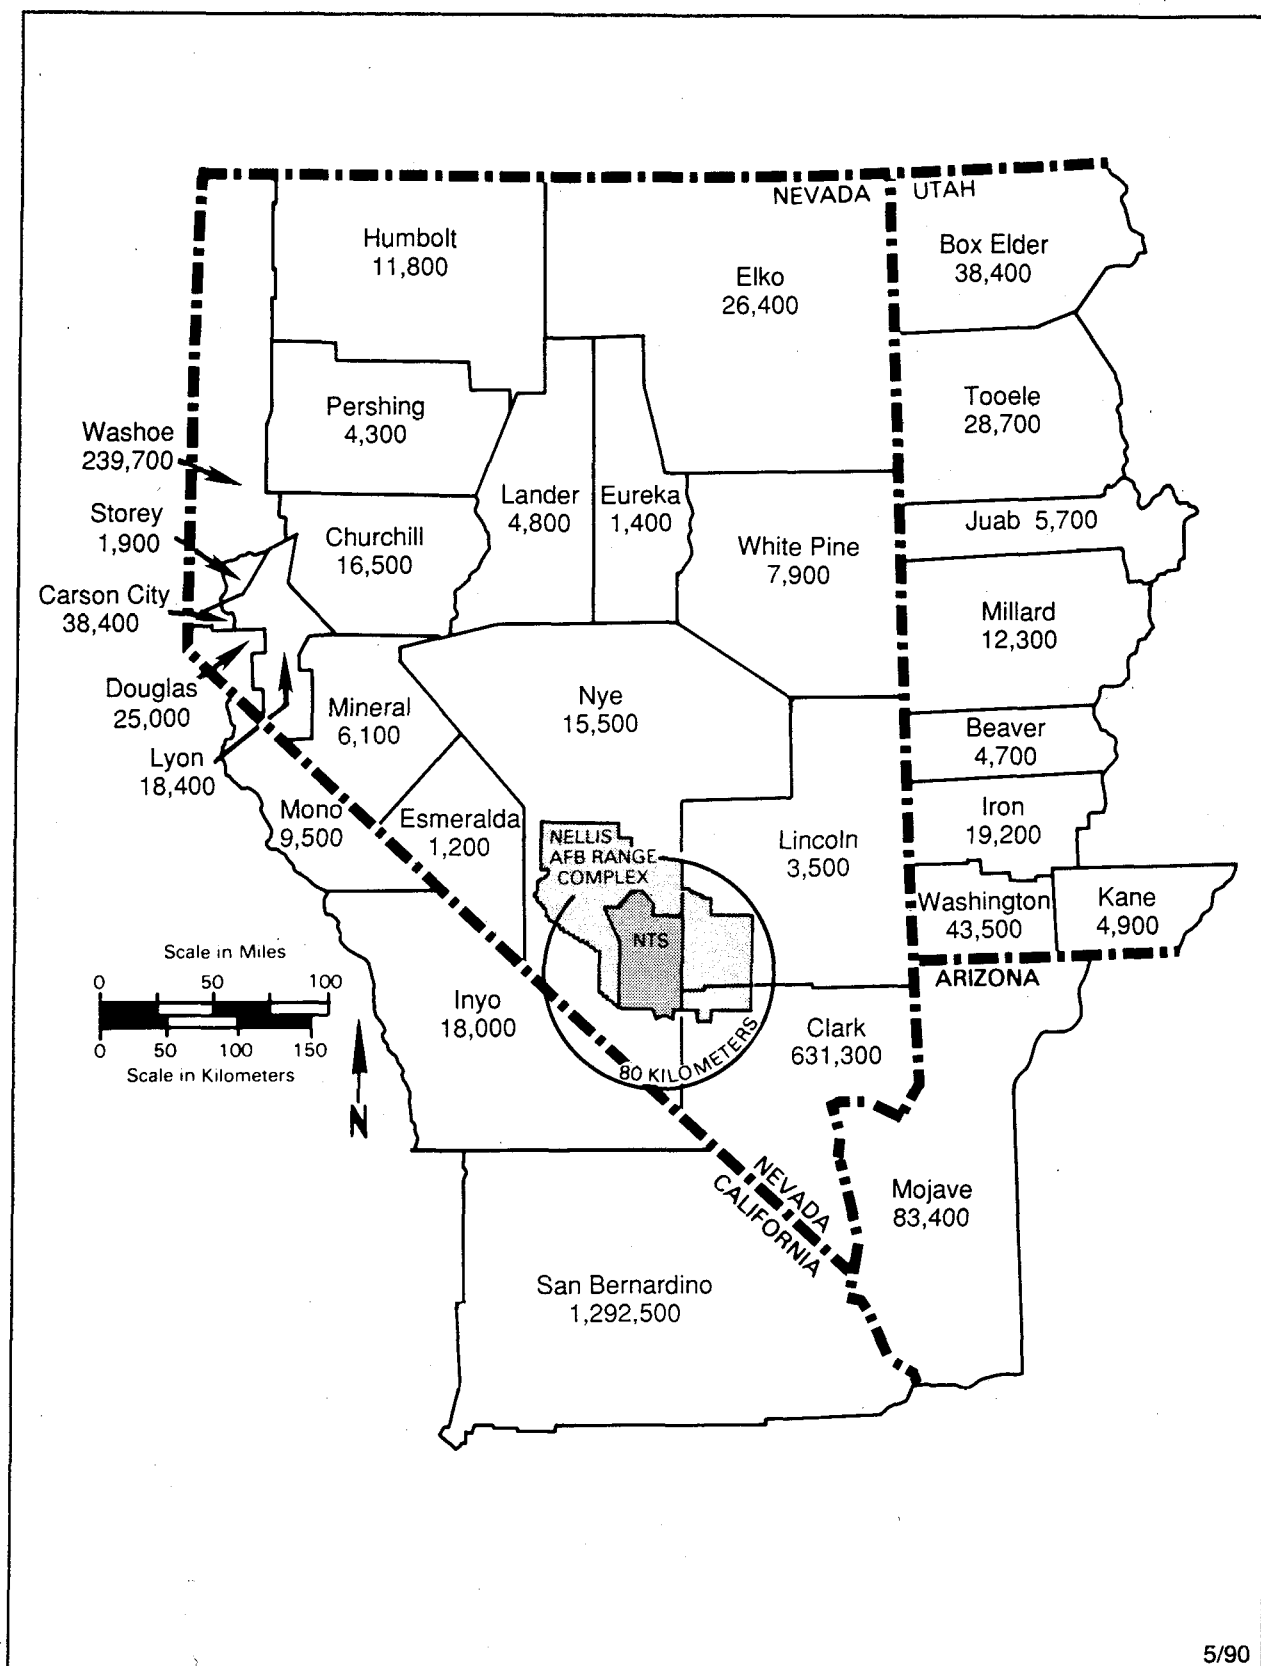 NEVADA
UTAH
Humbolt
11,800
Elko
26,400
Box Elder
38,400
Pershing
4,300
Tooele
28,700
Washoe
239,700
Lander
4,800
Eureka
1,400
Storey
1,900
Churchill
16,500
White Pine
7,900
Juab 5,700
Carson City
38,400
Millard
12,300
Douglas
25,000
Mineral
6,100
Nye
15,500
Lyon
18,400
Beaver
4,700
Mono
9,500
Esmeralda
1,200
NELLIS
AFB RANGE
COMPLEX
Lincoln
3,500
Iron
19,200
Washington
43,500
Kane
4,900
NTS
ARIZONA
Scale in Miles
0 50 100
0 50 100 150
Scale in Kilometers
N
Inyo
18,000
Clark
631,300
80 KILOMETERS
NEVADA
CALIFORNIA
Mojave
83,400
San Bernardino
1,292,500
5/90